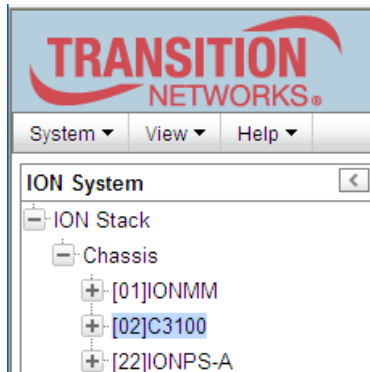 TRANSITION
NETWORKS®
System View Help
ION System
ION Stack
Chassis
[01]IONMM
[02]C3100
[22]IONPS-A